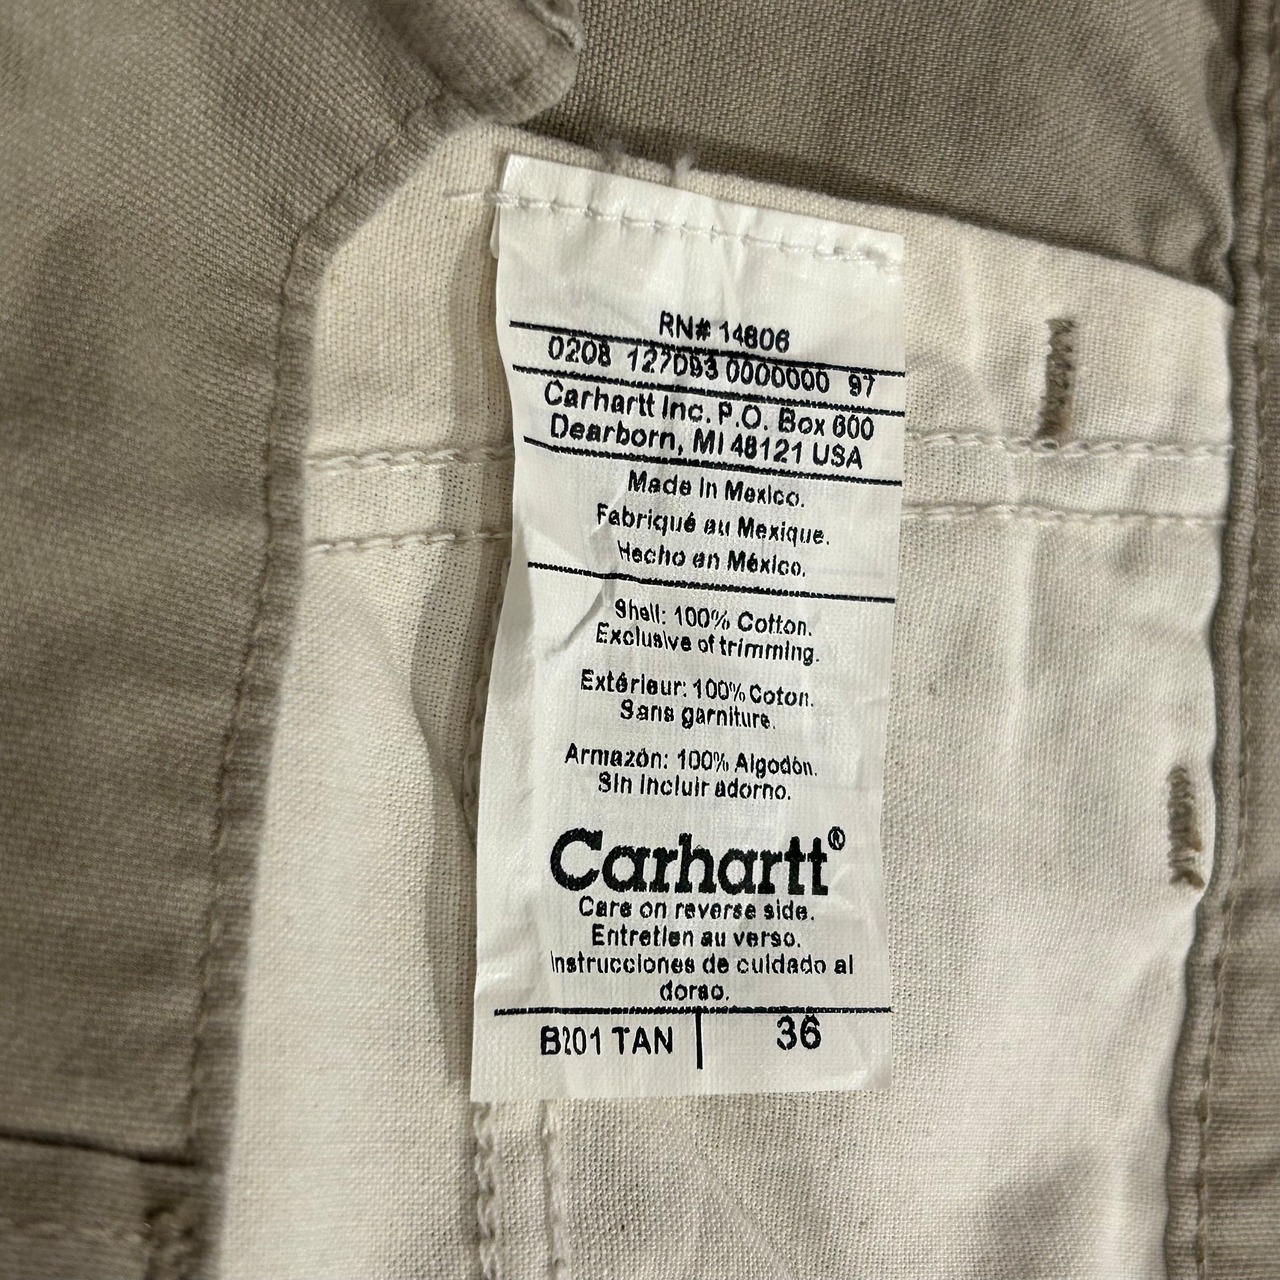 RN# 14806
0208 127093 0000000 97
Carhartt Inc. P.O. Box 600
Dearborn, MI 48121 USA
Made in Mexico.
Fabriqué au Mexique.
Hecho en México.
Shell: 100% Cotton.
Exclusive of trimming.
Extérieur: 100% Coton.
Sans garniture.
Armazón: 100% Algodón.
Sin incluir adorno.
Carhartt®
Care on reverse side.
Entretien au verso.
Instrucciones de cuidado al
dorso.
B201 TAN | 36